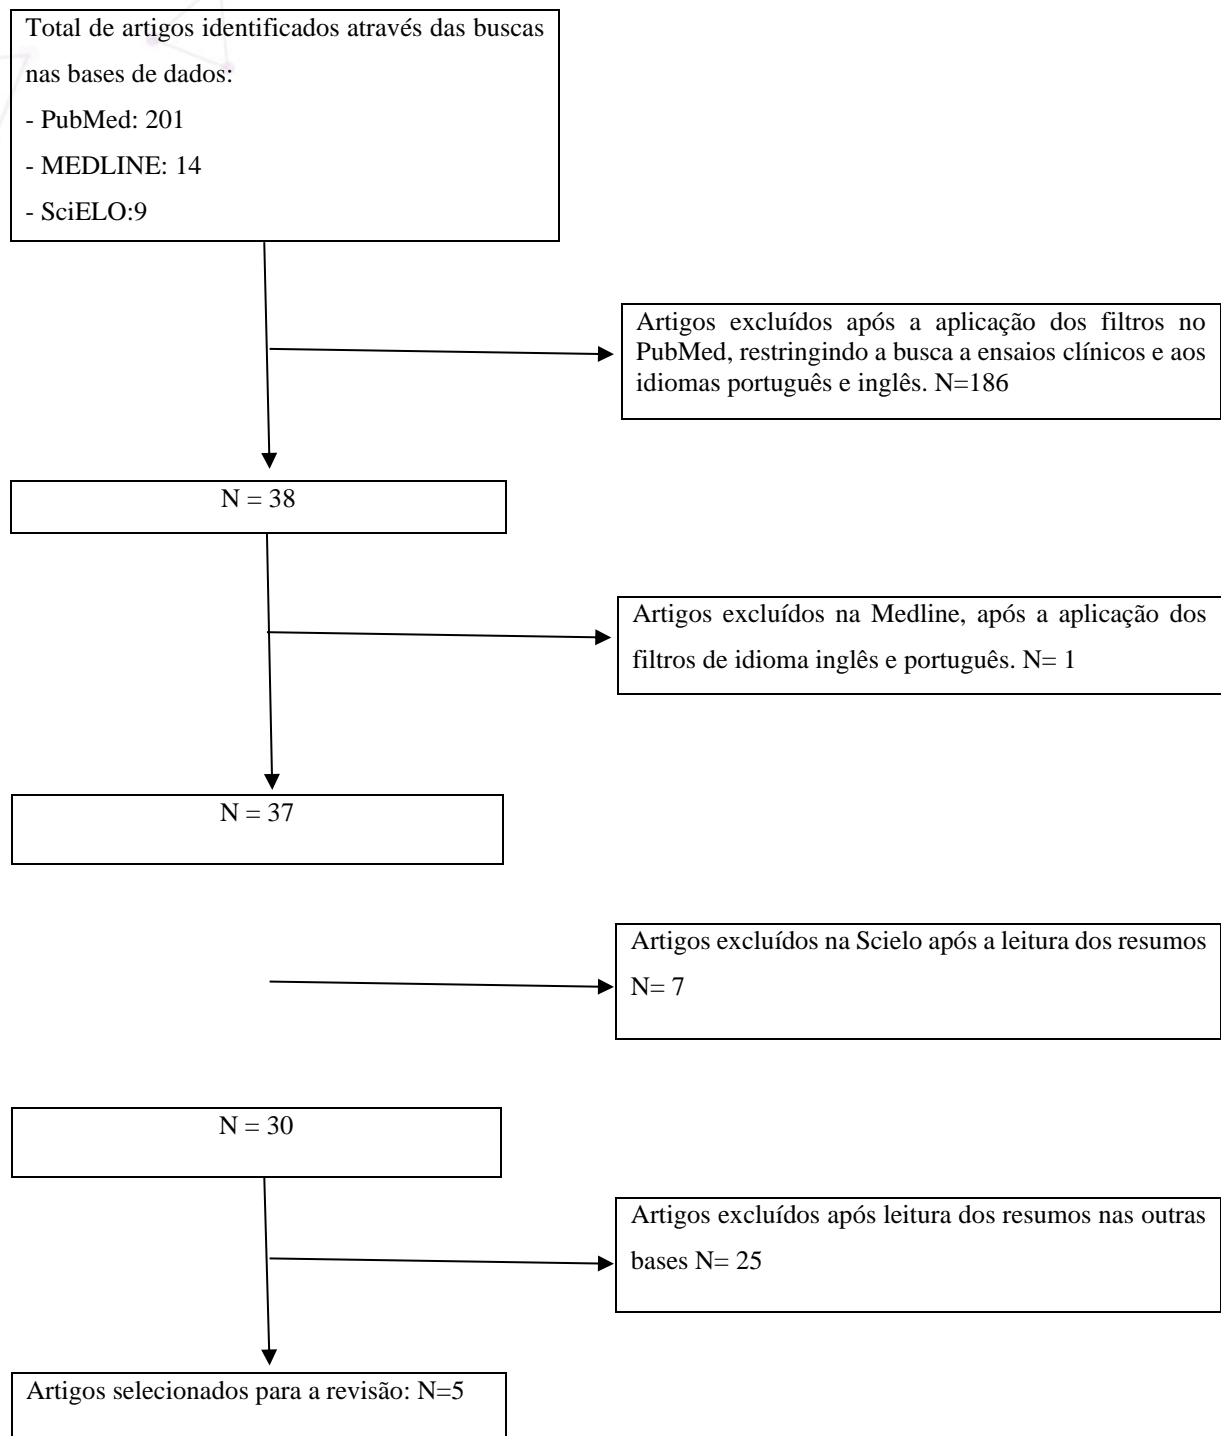 Total de artigos identificados através das buscas
nas bases de dados:
- PubMed: 201
- MEDLINE: 14
- SciELO:9
Artigos excluídos após a aplicação dos filtros no
PubMed, restringindo a busca a ensaios clínicos e aos
idiomas português e inglês. N=186
N = 38
Artigos excluídos na Medline, após a aplicação dos
filtros de idioma inglês e português. N= 1
N = 37
Artigos excluídos na Scielo após a leitura dos resumos
N= 7
N = 30
Artigos excluídos após leitura dos resumos nas outras
bases N= 25
Artigos selecionados para a revisão: N=5